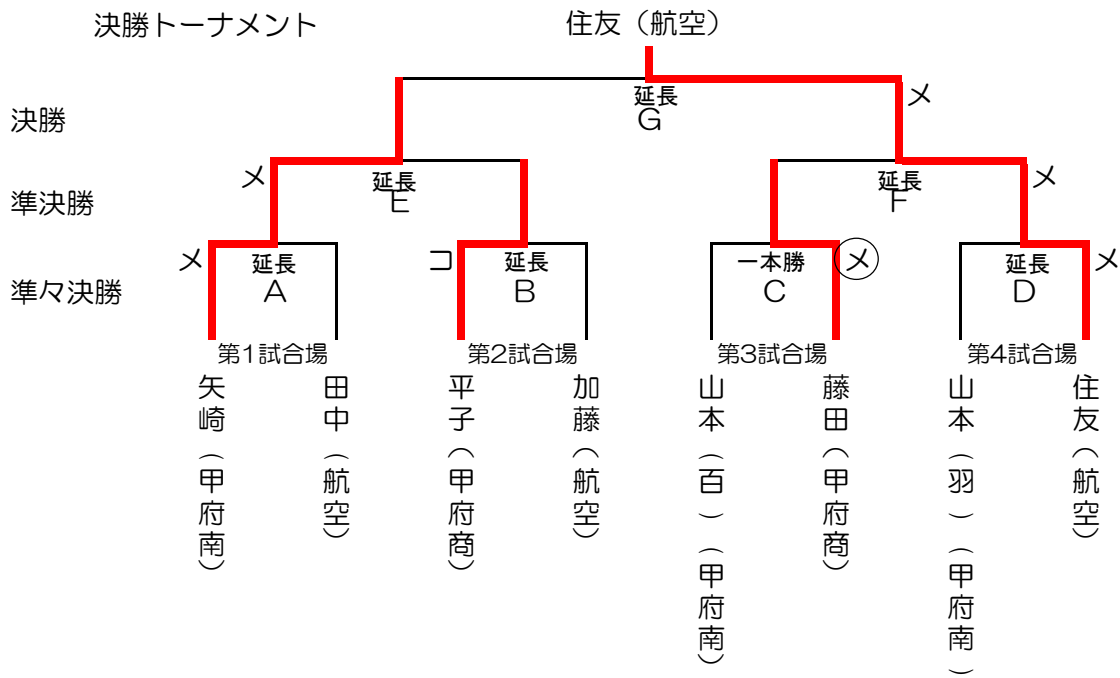 決勝トーナメント
住友（航空）
メ
延長
G
決勝
メ
メ
延長
E
延長
F
準決勝
メ
延長
A
コ
延長
B
一本勝
C
メ
延長
D
メ
準々決勝
第1試合場
第2試合場
第3試合場
第4試合場
矢崎（甲府南）
田中（航空）
平子（甲府商）
加藤（航空）
山本（百）（甲府南）
藤田（甲府商）
山本（羽）（甲府南）
住友（航空）